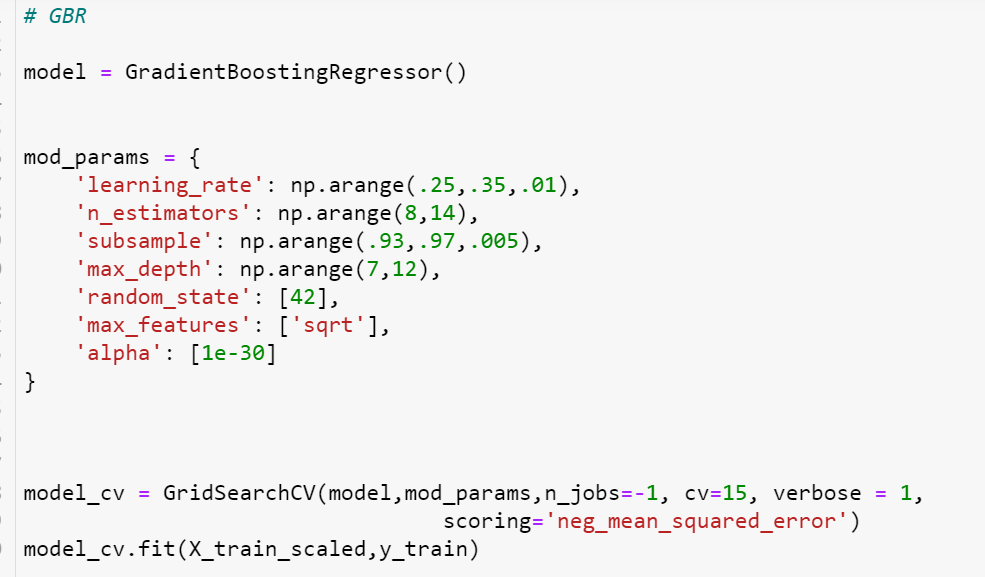 # GBR
model = GradientBoostingRegressor()
mod_params = {
    'learning_rate': np.arange(.25,.35,.01),
    'n_estimators': np.arange(8,14),
    'subsample': np.arange(.93,.97,.005),
    'max_depth': np.arange(7,12),
    'random_state': [42],
    'max_features': ['sqrt'],
    'alpha': [1e-30]
}
model_cv = GridSearchCV(model,mod_params,n_jobs=-1, cv=15, verbose = 1,
                                 scoring='neg_mean_squared_error')
model_cv.fit(X_train_scaled,y_train)